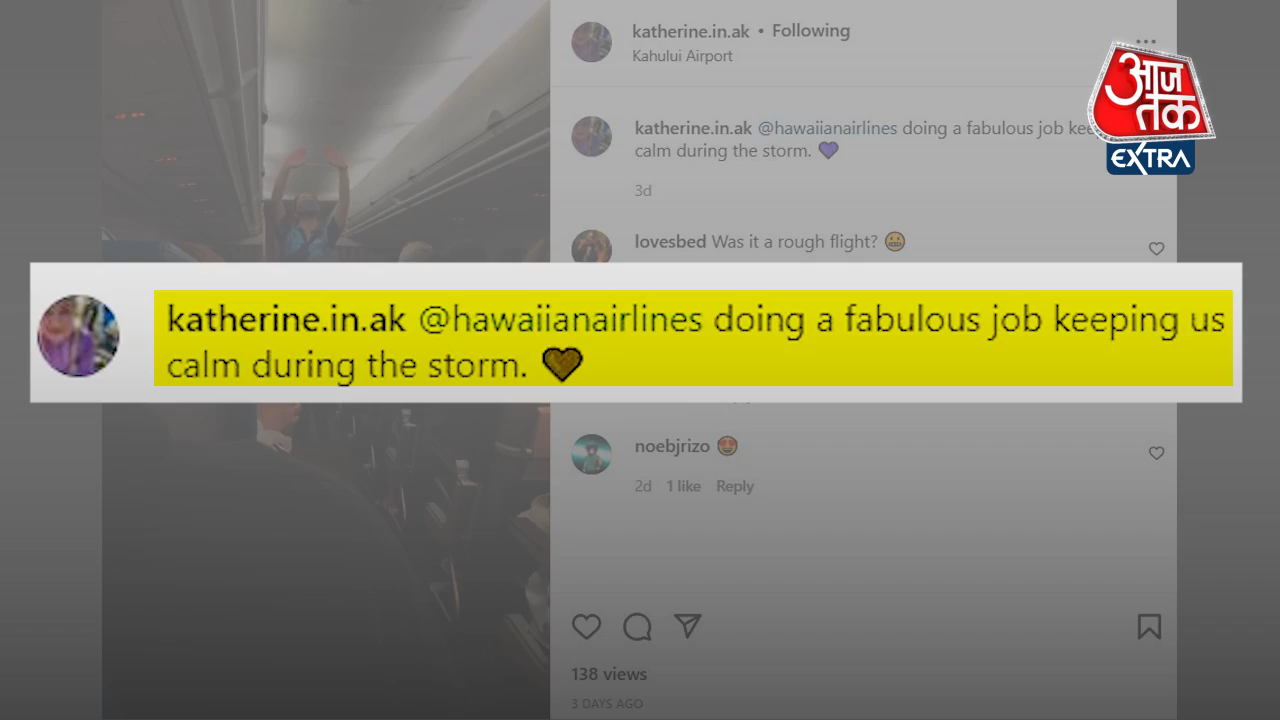 katherine.in.ak • Following
Kahului Airport
आज
तक
EXTRA
katherine.in.ak @hawaiianairlines doing a fabulous job
calm during the storm. 💜
3d
lovesbed Was it a rough flight? 😬
katherine.in.ak @hawaiianairlines doing a fabulous job keeping us
calm during the storm. 🤎
noebjrizo 😍
2d 1 like Reply
138 views
3 DAYS AGO